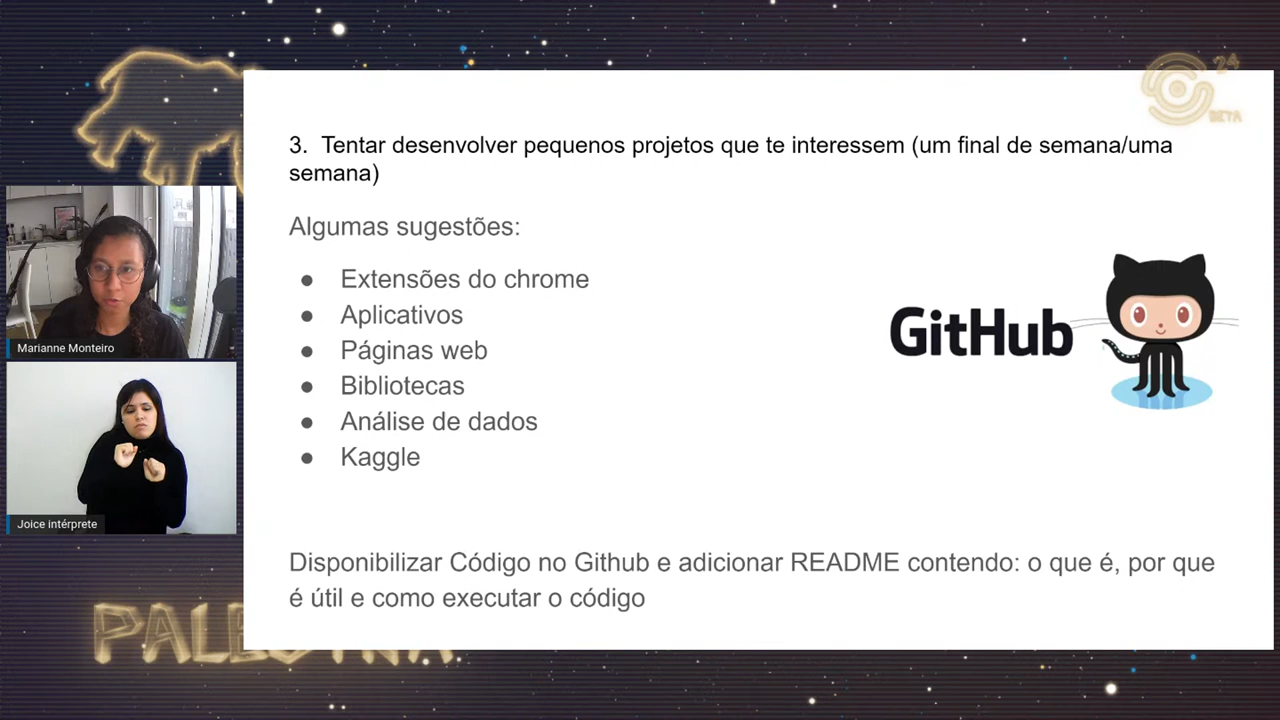 '24
BETA
3. Tentar desenvolver pequenos projetos que te interessem (um final de semana/uma
semana)
Algumas sugestões:
● Extensões do chrome
● Aplicativos
● Páginas web
● Bibliotecas
● Análise de dados
● Kaggle
GitHub
Disponibilizar Código no Github e adicionar README contendo: o que é, por que
é útil e como executar o código
Marianne Monteiro
Joice intérprete